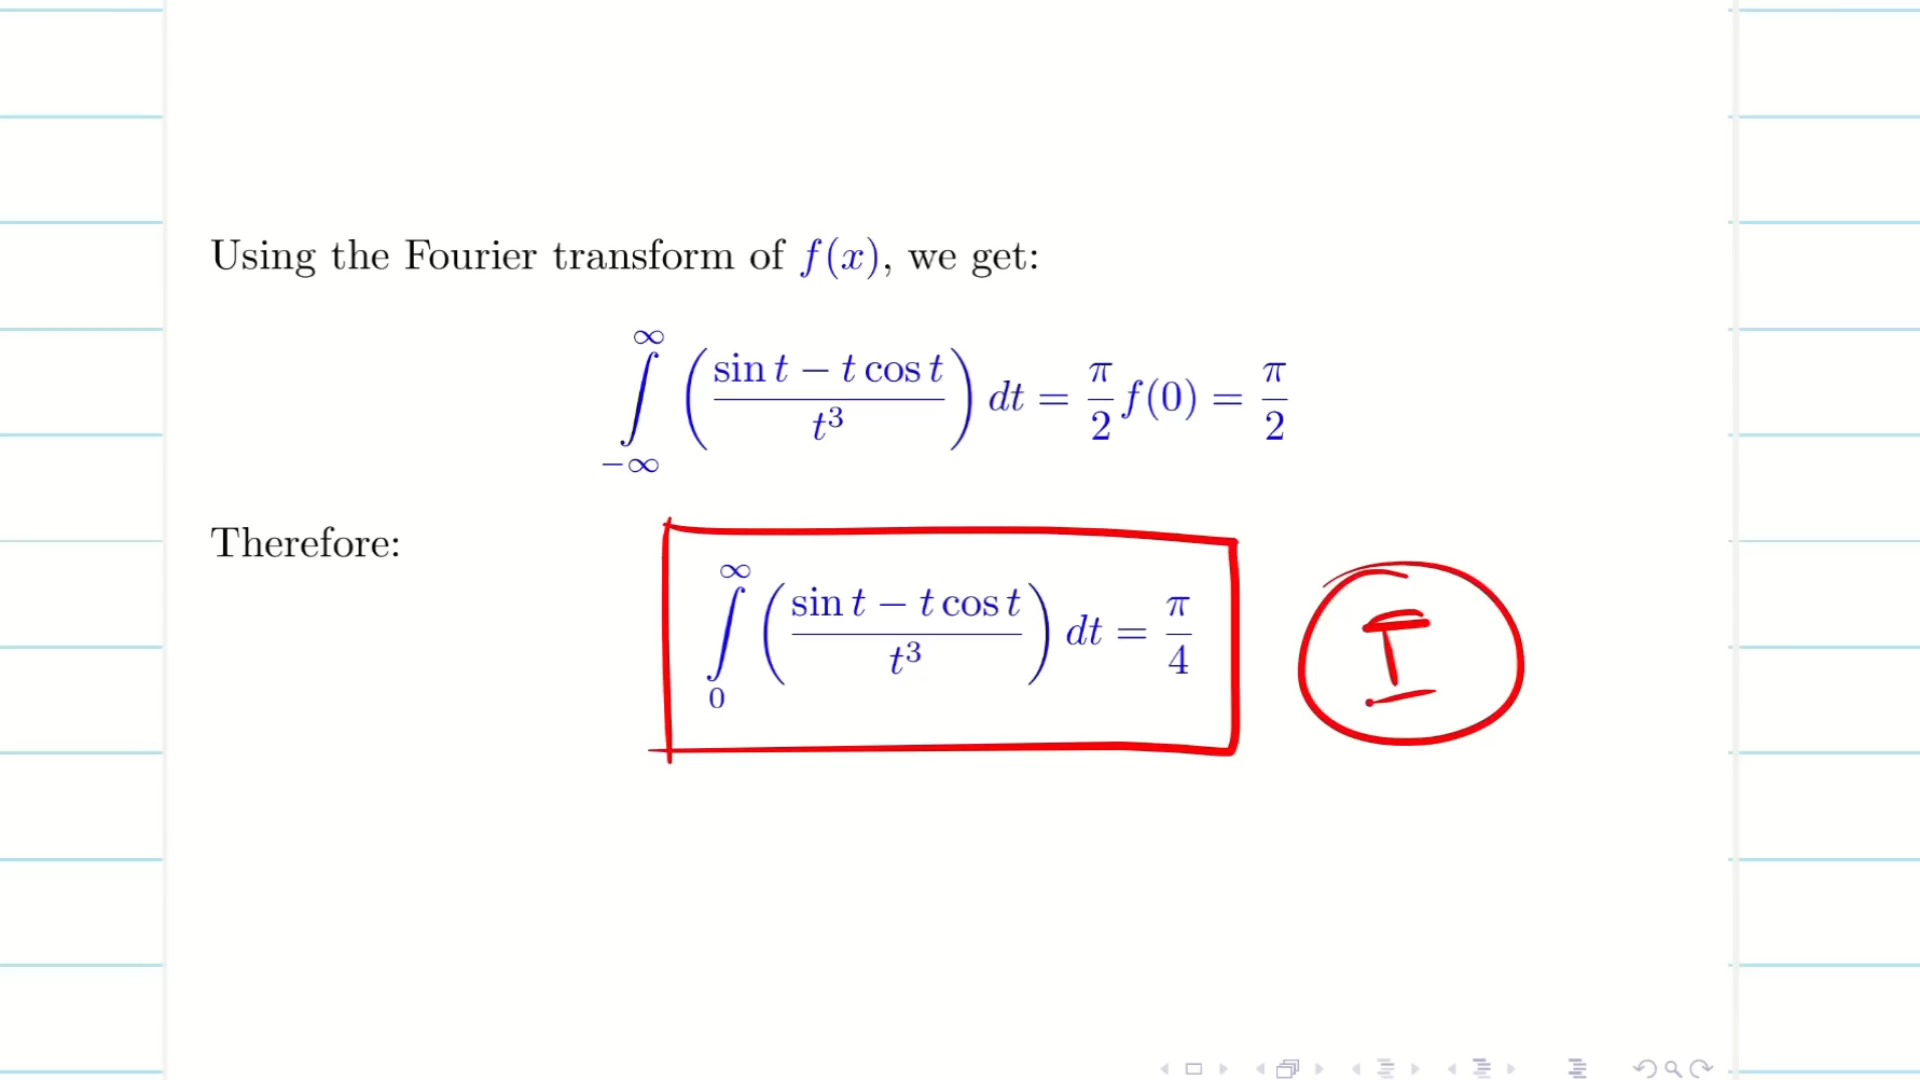 Using the Fourier transform of f(x), we get:
∫_{-∞}^{∞} ( (sin t − t cos t) / t³ ) dt = π/2 f(0) = π/2
Therefore:
∫_{0}^{∞} ( (sin t − t cos t) / t³ ) dt = π/4
I